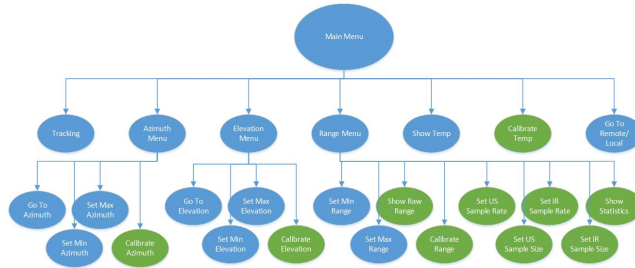 Main Menu
Tracking
Azimuth
Menu
Elevation
Menu
Range Menu
Show Temp
Calibrate
Temp
Go To
Remote/
Local
Go To
Azimuth
Set Max
Azimuth
Go To
Elevation
Set Max
Elevation
Set Min
Range
Show Raw
Range
Set US
Sample Rate
Set IR
Sample Rate
Show
Statistics
Set Min
Azimuth
Calibrate
Azimuth
Set Min
Elevation
Calibrate
Elevation
Set Max
Range
Calibrate
Range
Set US
Sample Size
Set IR
Sample Size